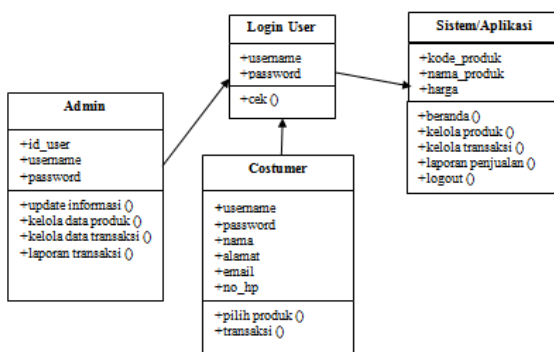 Login User
+username
+password
+cek ()
Sistem/Aplikasi
+kode_produk
+nama_produk
+harga
+beranda ()
+kelola produk ()
+kelola transaksi ()
+laporan penjualan ()
+logout ()
Admin
+id_user
+username
+password
+update informasi ()
+kelola data produk ()
+kelola data transaksi ()
+laporan transaksi ()
Costumer
+username
+password
+nama
+alamat
+email
+no_hp
+pilih produk ()
+transaksi ()